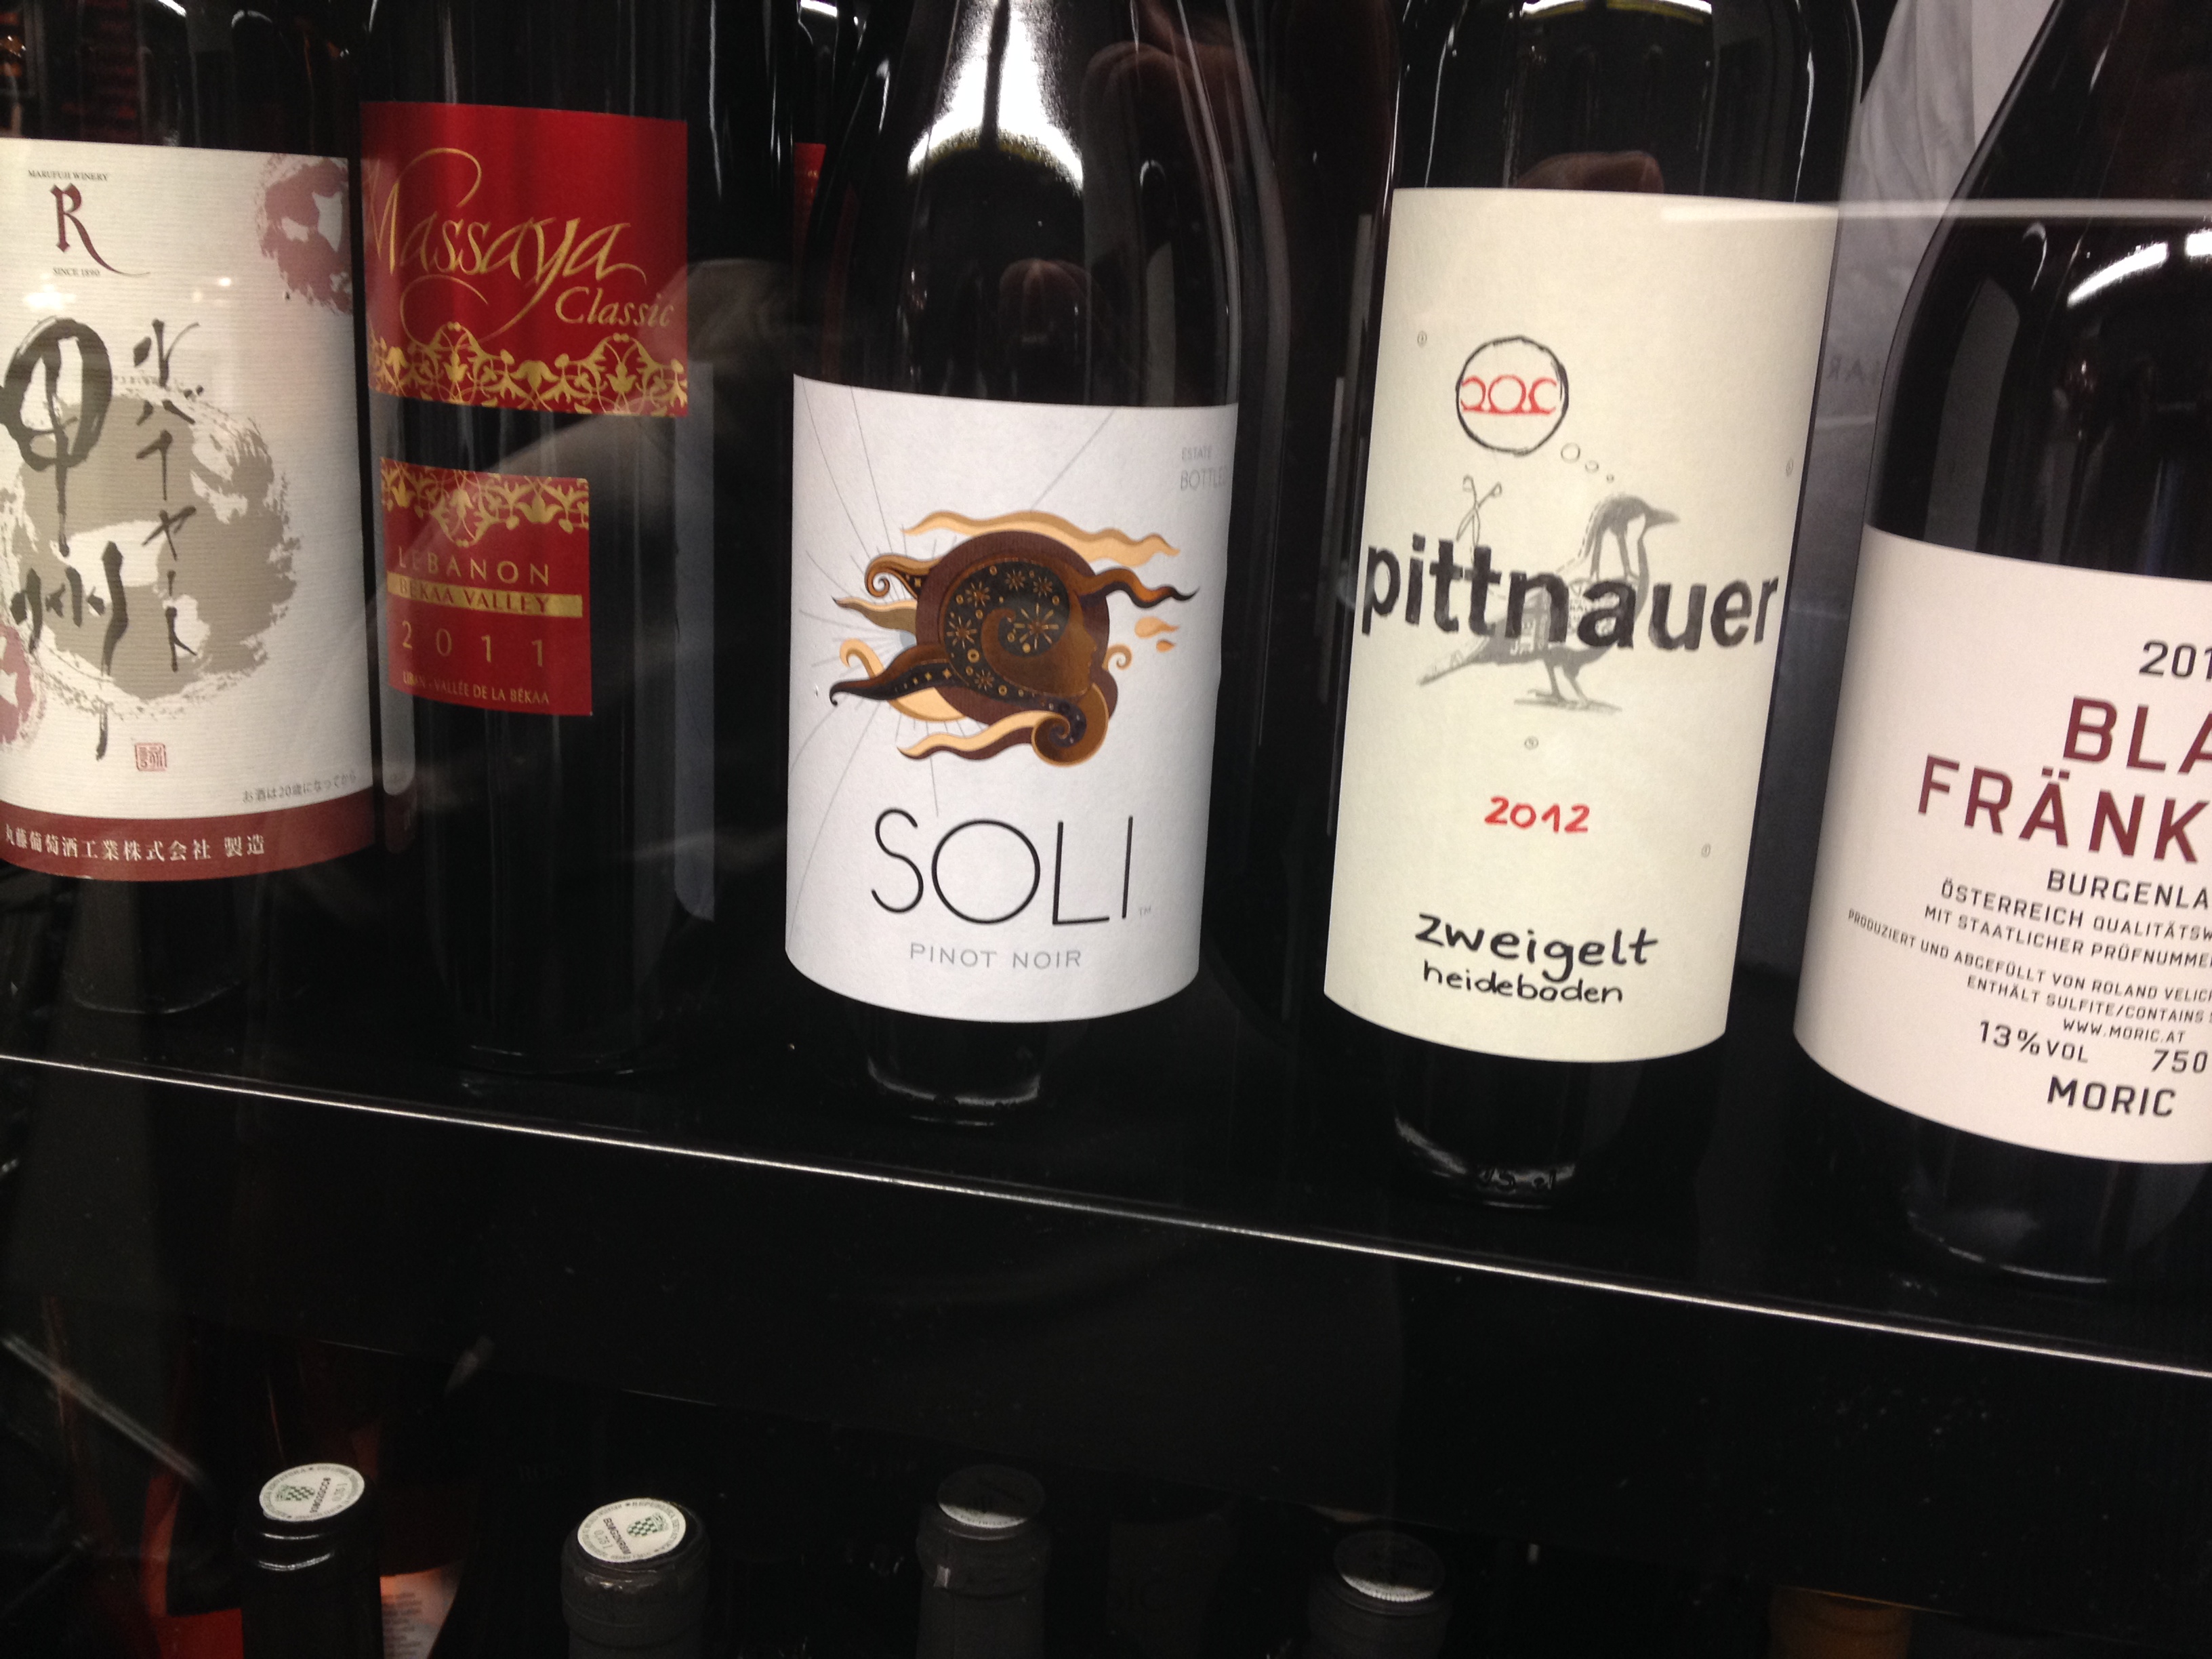 MARUFUJI WINERY
R
SINCE 1890
甲州
ルバイヤート
お酒は20歳になってから
丸藤葡萄酒工業株式会社 製造
Massaya
Classic
LEBANON
BEKAA VALLEY
2011
LIBAN - VALLÉE DE LA BÉKAA
ESTATE
BOTTLED
SOLI
TM
PINOT NOIR
pittnauer
2012
zweigelt
heideboden
201
BLA
FRÄNK
BURGENLA
ÖSTERREICH QUALITÄTSW
MIT STAATLICHER PRÜFNUMMER
PRODUZIERT UND ABGEFÜLLT VON ROLAND VELICH
ENTHÄLT SULFITE/CONTAINS S
WWW.MORIC.AT
13%VOL 750
MORIC